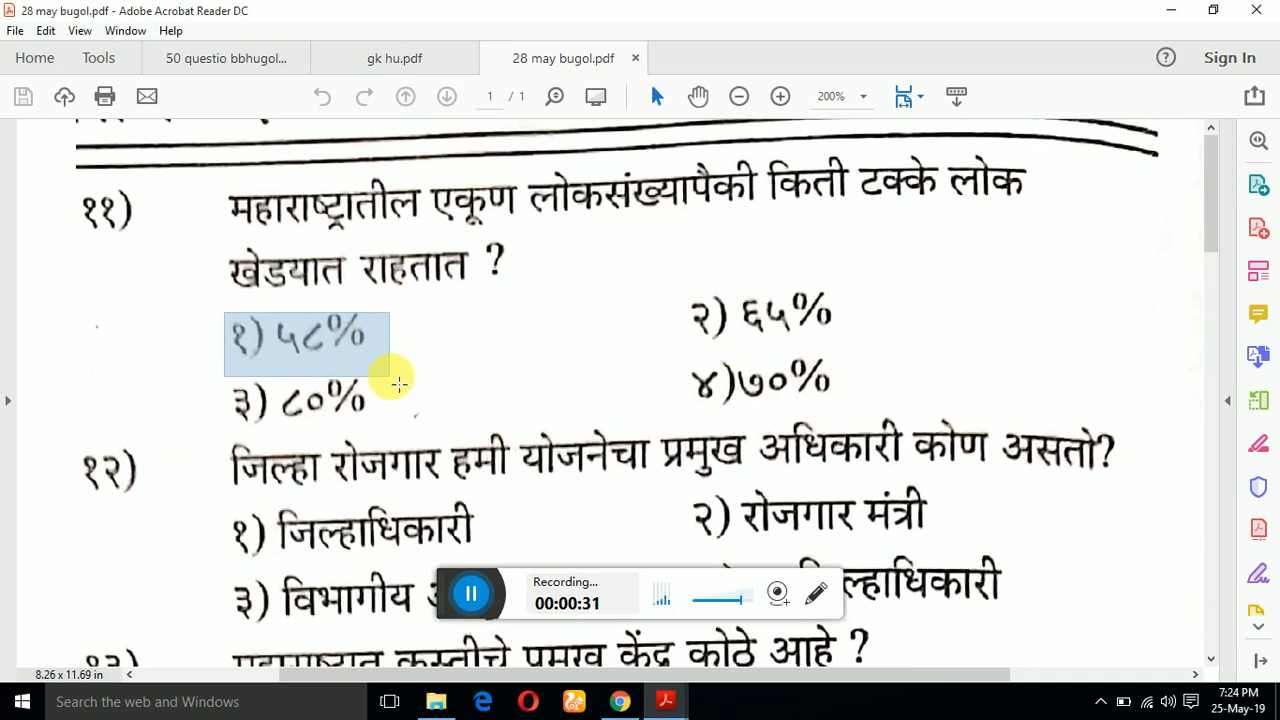 28 may bugol.pdf - Adobe Acrobat Reader DC
File Edit View Window Help
Home Tools 50 questio bbhugol... gk hu.pdf 28 may bugol.pdf × Sign In
1 / 1 200%
११) महाराष्ट्रातील एकूण लोकसंख्यापैकी किती टक्के लोक
खेडयात राहतात ?
१) ५८% २) ६५%
३) ८०% ४)७०%
१२) जिल्हा रोजगार हमी योजनेचा प्रमुख अधिकारी कोण असतो?
१) जिल्हाधिकारी २) रोजगार मंत्री
३) विभागीय ल्हाधिकारी
Recording...
00:00:31
महाराष्ट्रात कुस्तीचे प्रमुख केंद्र कोठे आहे ?
8.26 x 11.69 in
Search the web and Windows
7:24 PM
25-May-19